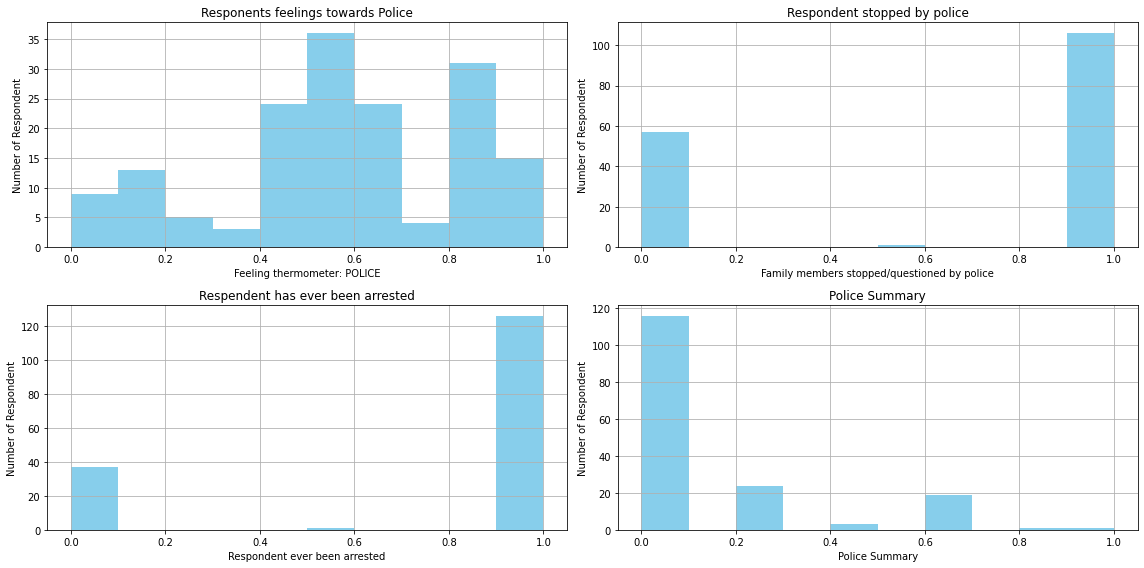 Responents feelings towards Police
Number of Respondent
35
30
25
20
15
10
5
0
0.0 0.2 0.4 0.6 0.8 1.0
Feeling thermometer: POLICE
Respondent stopped by police
Number of Respondent
100
80
60
40
20
0
0.0 0.2 0.4 0.6 0.8 1.0
Family members stopped/questioned by police
Respendent has ever been arrested
Number of Respondent
120
100
80
60
40
20
0
0.0 0.2 0.4 0.6 0.8 1.0
Respondent ever been arrested
Police Summary
Number of Respondent
120
100
80
60
40
20
0
0.0 0.2 0.4 0.6 0.8 1.0
Police Summary